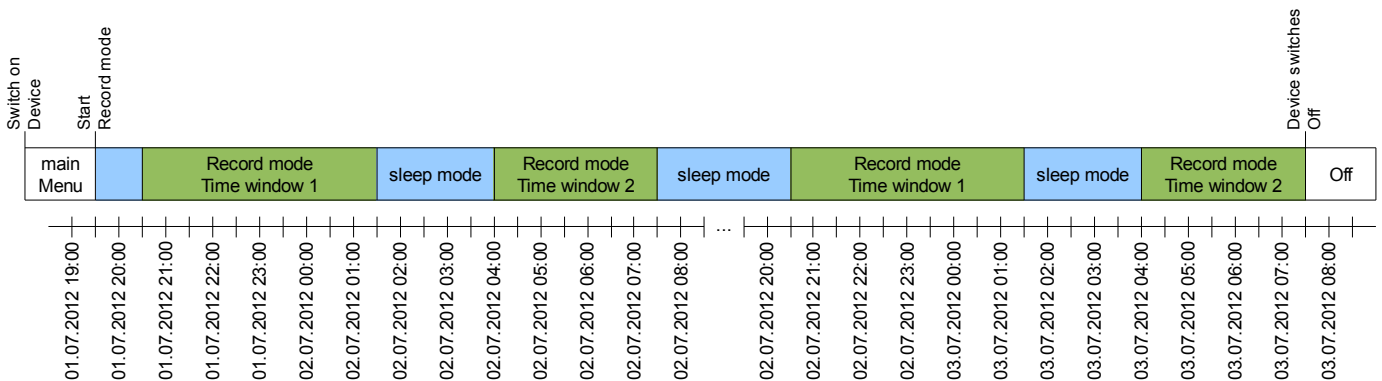 Switch on
Device
Start
Record mode
Device switches
Off
main
Menu
Record mode
Time window 1
sleep mode
Record mode
Time window 2
sleep mode
Record mode
Time window 1
sleep mode
Record mode
Time window 2
Off
...
01.07.2012 19:00
01.07.2012 20:00
01.07.2012 21:00
01.07.2012 22:00
01.07.2012 23:00
02.07.2012 00:00
02.07.2012 01:00
02.07.2012 02:00
02.07.2012 03:00
02.07.2012 04:00
02.07.2012 05:00
02.07.2012 06:00
02.07.2012 07:00
02.07.2012 08:00
02.07.2012 20:00
02.07.2012 21:00
02.07.2012 22:00
02.07.2012 23:00
03.07.2012 00:00
03.07.2012 01:00
03.07.2012 02:00
03.07.2012 03:00
03.07.2012 04:00
03.07.2012 05:00
03.07.2012 06:00
03.07.2012 07:00
03.07.2012 08:00